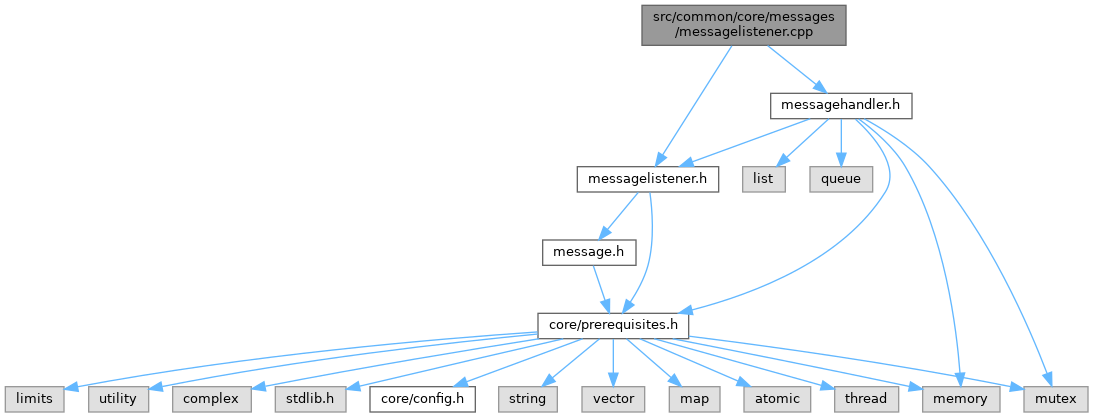 src/common/core/messages
/messagelistener.cpp
messagehandler.h
messagelistener.h
list
queue
message.h
core/prerequisites.h
limits
utility
complex
stdlib.h
core/config.h
string
vector
map
atomic
thread
memory
mutex